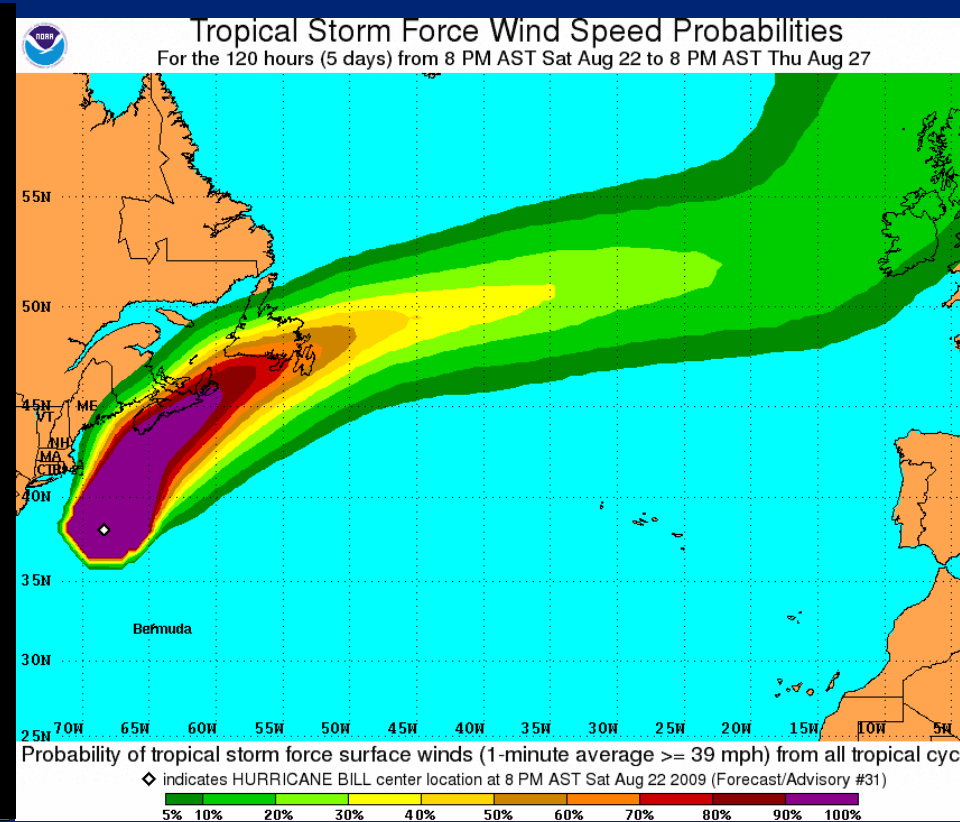 NOAA
Tropical Storm Force Wind Speed Probabilities
For the 120 hours (5 days) from 8 PM AST Sat Aug 22 to 8 PM AST Thu Aug 27
55N
50N
45N
ME
VT
NH
MA
CT
40N
35N
Bermuda
30N
70W 65W 60W 55W 50W 45W 40W 35W 30W 25W 20W 15W 10W 5W
25N
Probability of tropical storm force surface winds (1-minute average >= 39 mph) from all tropical cyc
indicates HURRICANE BILL center location at 8 PM AST Sat Aug 22 2009 (Forecast/Advisory #31)
5% 10% 20% 30% 40% 50% 60% 70% 80% 90% 100%